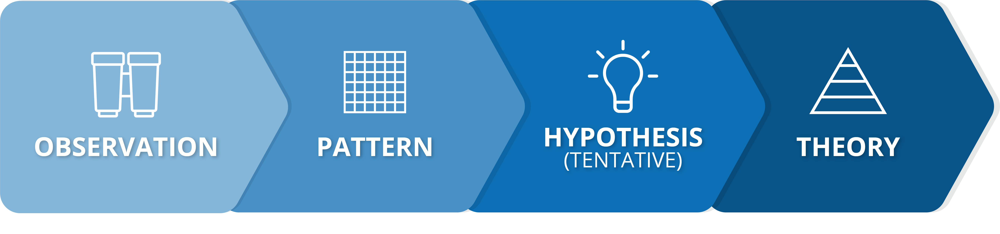 OBSERVATION
PATTERN
HYPOTHESIS
(TENTATIVE)
THEORY